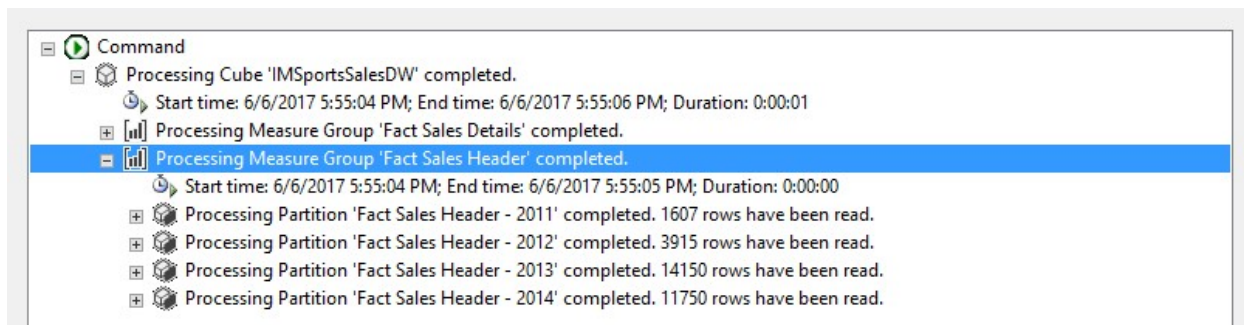 Command
Processing Cube 'IMSportsSalesDW' completed.
Start time: 6/6/2017 5:55:04 PM; End time: 6/6/2017 5:55:06 PM; Duration: 0:00:01
Processing Measure Group 'Fact Sales Details' completed.
Processing Measure Group 'Fact Sales Header' completed.
Start time: 6/6/2017 5:55:04 PM; End time: 6/6/2017 5:55:05 PM; Duration: 0:00:00
Processing Partition 'Fact Sales Header - 2011' completed. 1607 rows have been read.
Processing Partition 'Fact Sales Header - 2012' completed. 3915 rows have been read.
Processing Partition 'Fact Sales Header - 2013' completed. 14150 rows have been read.
Processing Partition 'Fact Sales Header - 2014' completed. 11750 rows have been read.